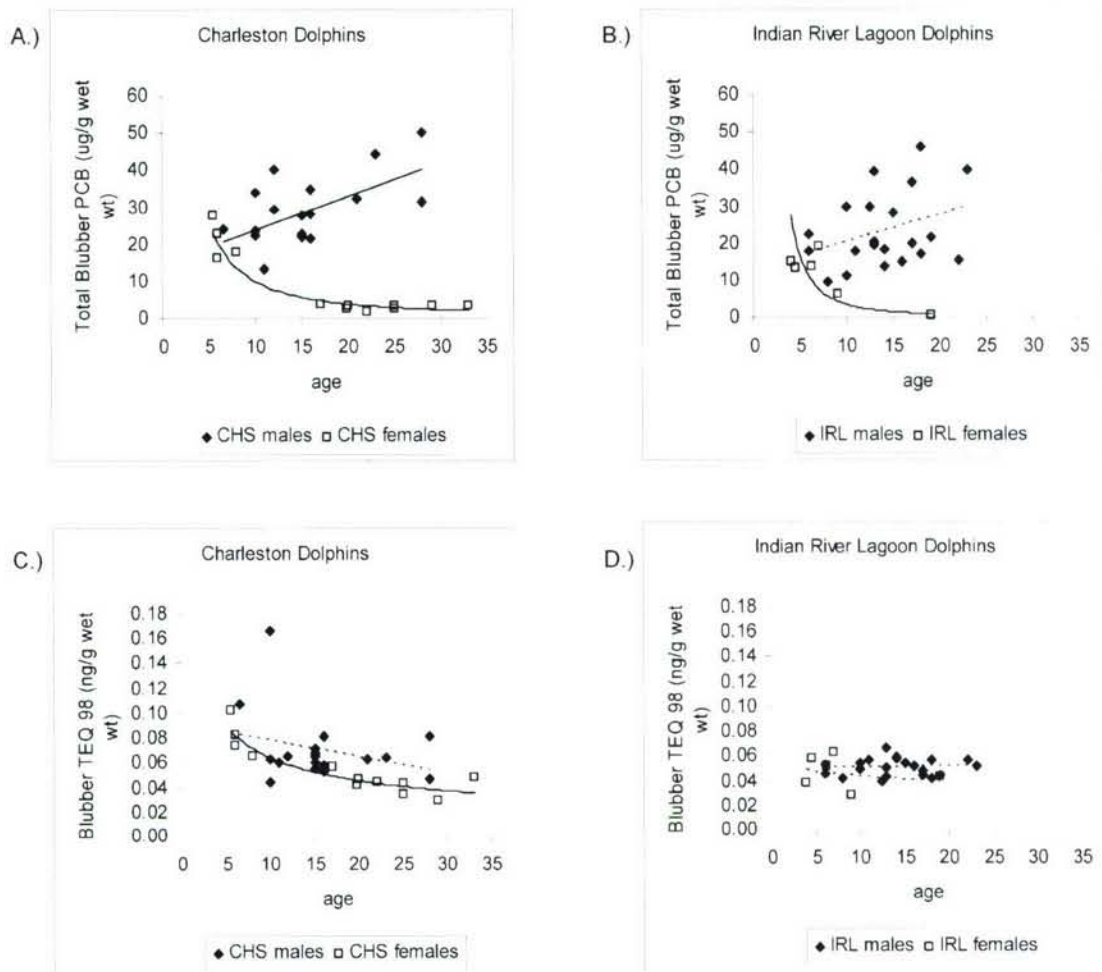 A.)
Charleston Dolphins
Total Blubber PCB (ug/g wet
wt)
60
50
40
30
20
10
0
0 5 10 15 20 25 30 35
age
CHS males CHS females
B.)
Indian River Lagoon Dolphins
Total Blubber PCB (ug/g wet
wt)
60
50
40
30
20
10
0
0 5 10 15 20 25 30 35
age
IRL males IRL females
C.)
Charleston Dolphins
Blubber TEQ 98 (ng/g wet
wt)
0.18
0.16
0.14
0.12
0.10
0.08
0.06
0.04
0.02
0.00
0 5 10 15 20 25 30 35
age
CHS males CHS females
D.)
Indian River Lagoon Dolphins
Blubber TEQ 98 (ng/g wet
wt)
0.18
0.16
0.14
0.12
0.10
0.08
0.06
0.04
0.02
0.00
0 5 10 15 20 25 30 35
age
IRL males IRL females